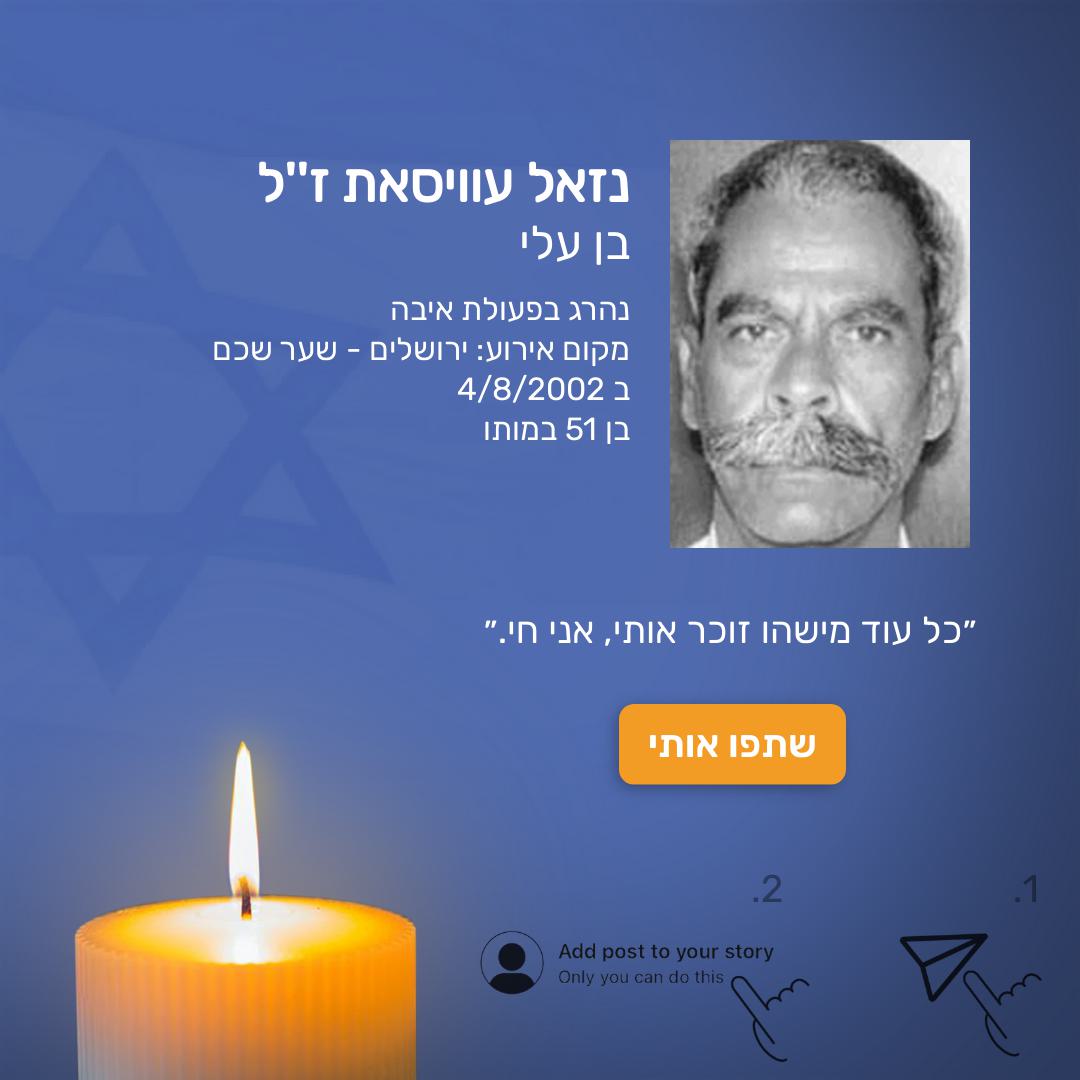 נזאל עוויסאת ז"ל
בן עלי
נהרג בפעולת איבה
מקום אירוע: ירושלים - שער שכם
ב 4/8/2002
בן 51 במותו
״כל עוד מישהו זוכר אותי, אני חי.״
שתפו אותי
1.
2.
Add post to your story
Only you can do this